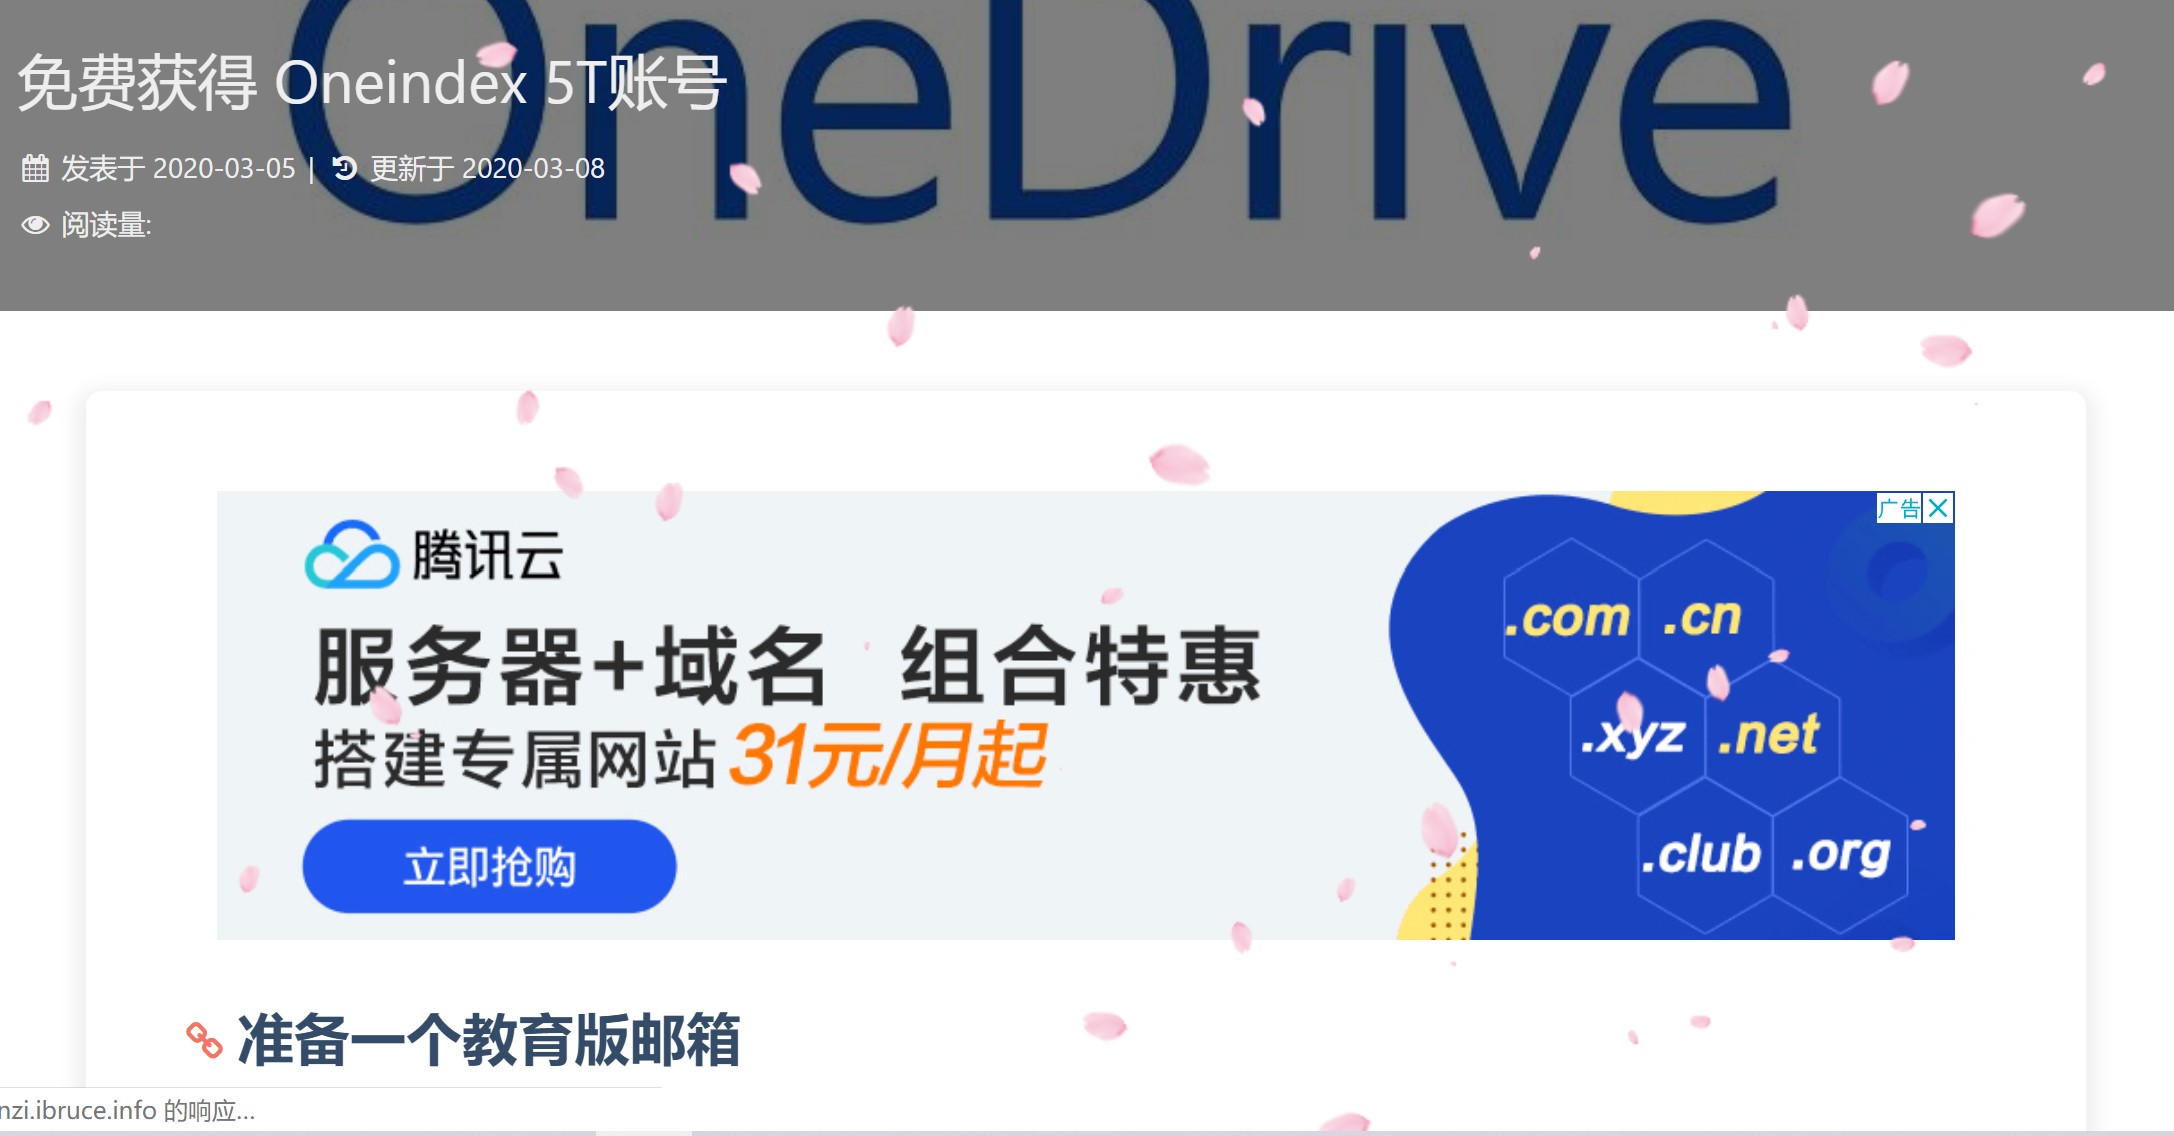 OneDrive
免费获得 Oneindex 5T账号
发表于 2020-03-05 | 更新于 2020-03-08
阅读量:
广告
腾讯云
服务器+域名 组合特惠
搭建专属网站31元/月起
立即抢购
.com .cn
.xyz .net
.club .org
准备一个教育版邮箱
nzi.ibruce.info 的响应...